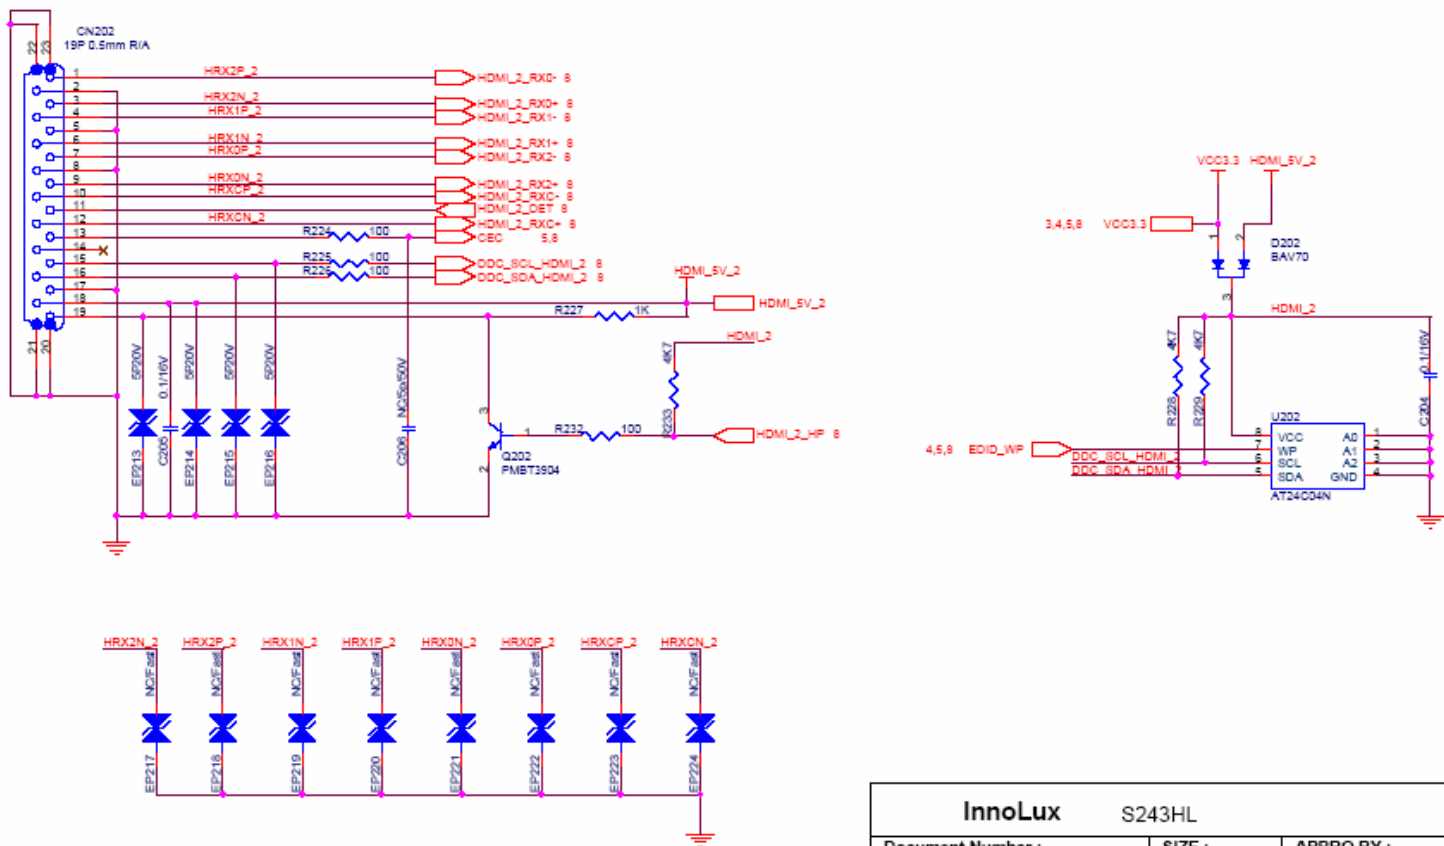 CN202
19P 0.5mm R/A
22
23
1 HRX2P_2 HDMI_2_RX0- 8
2
3 HRX2N_2 HDMI_2_RX0+ 8
4 HRX1P_2 HDMI_2_RX1- 8
5
6 HRX1N_2 HDMI_2_RX1+ 8
7 HRX0P_2 HDMI_2_RX2- 8
8
9 HRX0N_2 HDMI_2_RX2+ 8
10 HRXCP_2 HDMI_2_RXC- 8
11 HDMI_2_DET 8
12 HRXCN_2 HDMI_2_RXC+ 8
13 R224 100 CEC 5,8
14
15 R225 100 DDC_SCL_HDMI_2 8
16 R226 100 DDC_SDA_HDMI_2 8
17
18 HDMI_5V_2
HDMI_5V_2
19 R227 1K
21
20
HDMI_2
5P20V
0.1/16V
5P20V
5P20V
5P20V
NC/5p/50V
4K7
EP213
C205
EP214
EP215
EP216
C206
R233
3
1
2
Q202
PMBT3904
R232 100
HDMI_2_HP 8
VCC3.3 HDMI_5V_2
3,4,5,8 VCC3.3
1
2
D202
BAV70
3
HDMI_2
4K7
4K7
0.1/16V
R228
R229
C204
U202
4,5,8 EDID_WP
DDC_SCL_HDMI_2
DDC_SDA_HDMI_2
8 VCC A0 1
7 WP A1 2
6 SCL A2 3
5 SDA GND 4
AT24C04N
HRX2N_2 HRX2P_2 HRX1N_2 HRX1P_2 HRX0N_2 HRX0P_2 HRXCP_2 HRXCN_2
NC/Fast NC/Fast NC/Fast NC/Fast NC/Fast NC/Fast NC/Fast NC/Fast
EP217 EP218 EP219 EP220 EP221 EP222 EP223 EP224
InnoLux S243HL
Document Number : SIZE : APPRO BY :